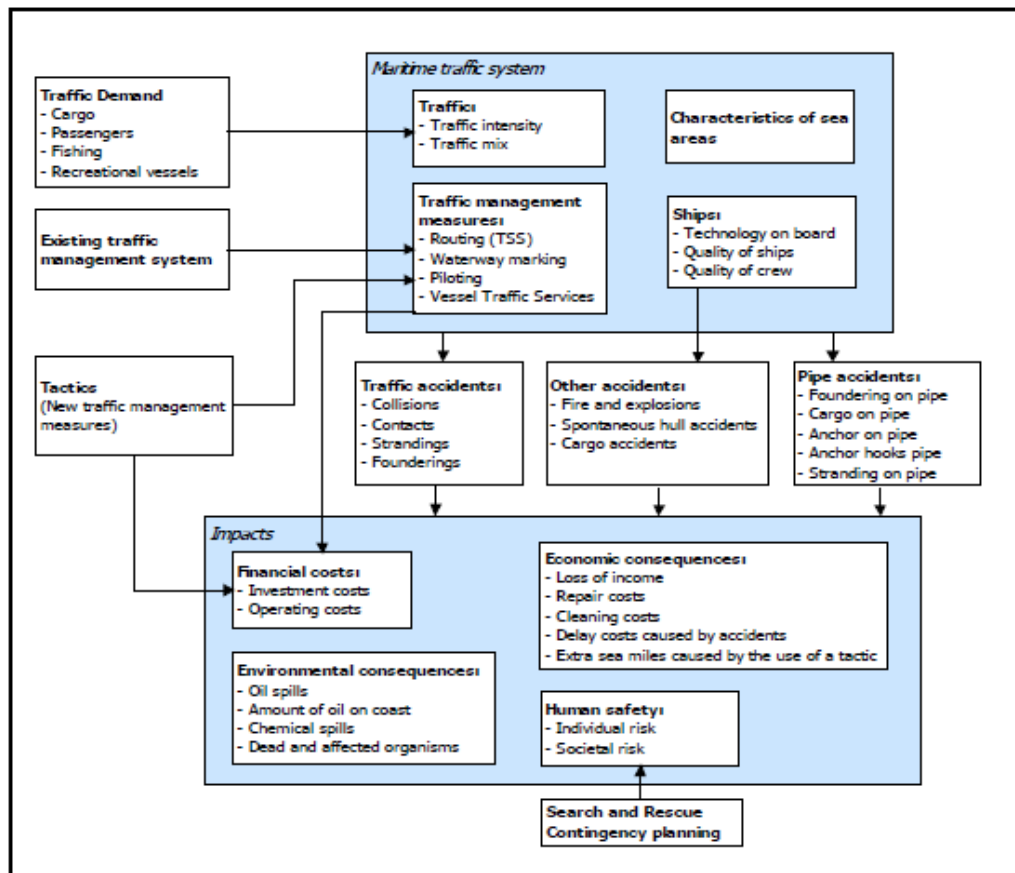 Maritime traffic system
Traffic Demand
- Cargo
- Passengers
- Fishing
- Recreational vessels
Traffic:
- Traffic intensity
- Traffic mix
Characteristics of sea
areas
Existing traffic
management system
Traffic management
measures:
- Routing (TSS)
- Waterway marking
- Piloting
- Vessel Traffic Services
Ships:
- Technology on board
- Quality of ships
- Quality of crew
Tactics
(New traffic management
measures)
Traffic accidents:
- Collisions
- Contacts
- Strandings
- Founderings
Other accidents:
- Fire and explosions
- Spontaneous hull accidents
- Cargo accidents
Pipe accidents:
- Foundering on pipe
- Cargo on pipe
- Anchor on pipe
- Anchor hooks pipe
- Stranding on pipe
Impacts
Financial costs:
- Investment costs
- Operating costs
Economic consequences:
- Loss of income
- Repair costs
- Cleaning costs
- Delay costs caused by accidents
- Extra sea miles caused by the use of a tactic
Environmental consequences:
- Oil spills
- Amount of oil on coast
- Chemical spills
- Dead and affected organisms
Human safety:
- Individual risk
- Societal risk
Search and Rescue
Contingency planning